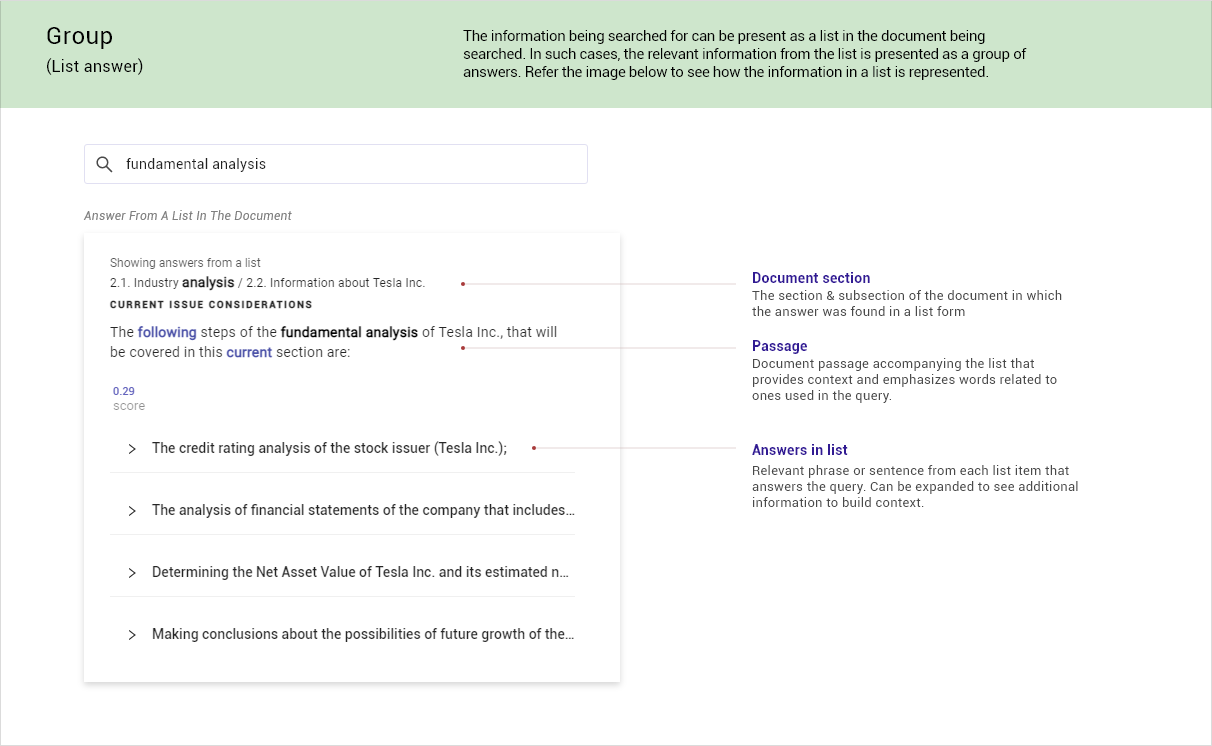 Group
(List answer)
The information being searched for can be present as a list in the document being
searched. In such cases, the relevant information from the list is presented as a group of
answers. Refer the image below to see how the information in a list is represented.
fundamental analysis
Answer From A List In The Document
Showing answers from a list
2.1. Industry analysis / 2.2. Information about Tesla Inc.
CURRENT ISSUE CONSIDERATIONS
The following steps of the fundamental analysis of Tesla Inc., that will
be covered in this current section are:
0.29
score
The credit rating analysis of the stock issuer (Tesla Inc.);
The analysis of financial statements of the company that includes...
Determining the Net Asset Value of Tesla Inc. and its estimated n...
Making conclusions about the possibilities of future growth of the...
Document section
The section & subsection of the document in which
the answer was found in a list form
Passage
Document passage accompanying the list that
provides context and emphasizes words related to
ones used in the query.
Answers in list
Relevant phrase or sentence from each list item that
answers the query. Can be expanded to see additional
information to build context.